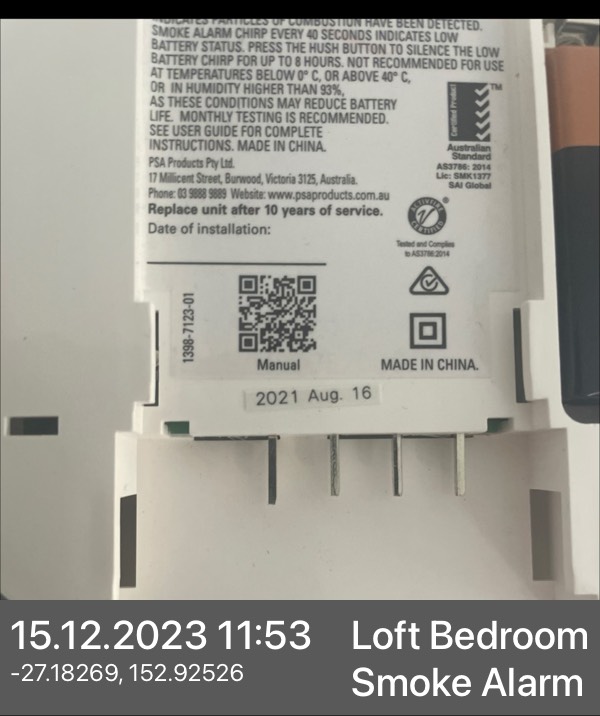 INDICATES PARTICLES OF COMBUSTION HAVE BEEN DETECTED.
SMOKE ALARM CHIRP EVERY 40 SECONDS INDICATES LOW
BATTERY STATUS. PRESS THE HUSH BUTTON TO SILENCE THE LOW
BATTERY CHIRP FOR UP TO 8 HOURS. NOT RECOMMENDED FOR USE
AT TEMPERATURES BELOW 0° C, OR ABOVE 40° C,
OR IN HUMIDITY HIGHER THAN 93%,
AS THESE CONDITIONS MAY REDUCE BATTERY
LIFE. MONTHLY TESTING IS RECOMMENDED.
SEE USER GUIDE FOR COMPLETE
INSTRUCTIONS. MADE IN CHINA.
PSA Products Pty Ltd.
17 Millicent Street, Burwood, Victoria 3125, Australia.
Phone: 03 9888 9889 Website: www.psaproducts.com.au
Replace unit after 10 years of service.
Date of installation:
Certified Product
TM
Australian
Standard
AS3786: 2014
Lic: SMK1377
SAI Global
®
Tested and Complies
to AS3786:2014
1398-7123-01
Manual
MADE IN CHINA.
2021 Aug. 16
15.12.2023 11:53
-27.18269, 152.92526
Loft Bedroom
Smoke Alarm